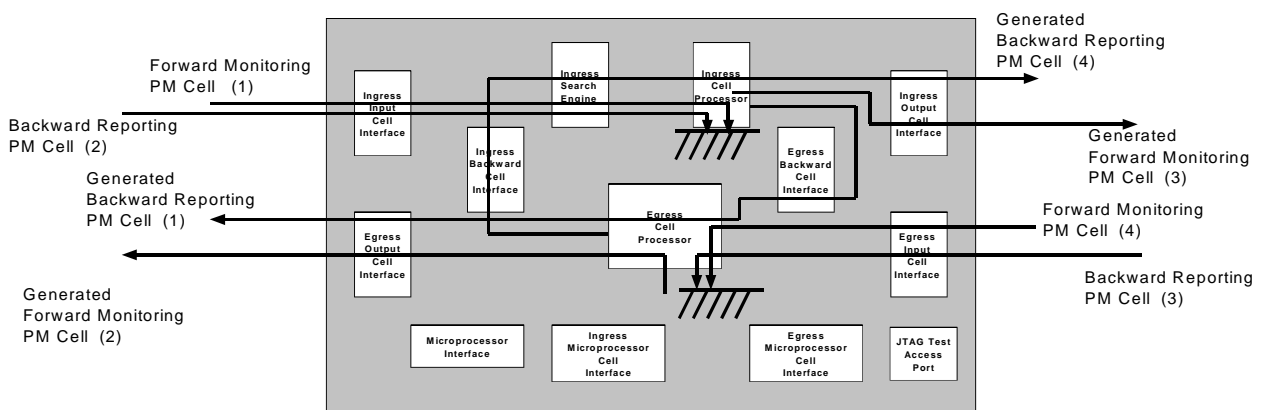 Generated
Backward Reporting
PM Cell (4)
Forward Monitoring
PM Cell (1)
Backward Reporting
PM Cell (2)
Generated
Backward Reporting
PM Cell (1)
Generated
Forward Monitoring
PM Cell (2)
Ingress
Input
Cell
Interface
Ingress
Search
Engine
Ingress
Cell
Processor
Ingress
Output
Cell
Interface
Ingress
Backward
Cell
Interface
Egress
Backward
Cell
Interface
Egress
Cell
Processor
Egress
Output
Cell
Interface
Egress
Input
Cell
Interface
Generated
Forward Monitoring
PM Cell (3)
Forward Monitoring
PM Cell (4)
Backward Reporting
PM Cell (3)
Microprocessor
Interface
Ingress
Microprocessor
Cell
Interface
Egress
Microprocessor
Cell
Interface
JTAG Test
Access
Port